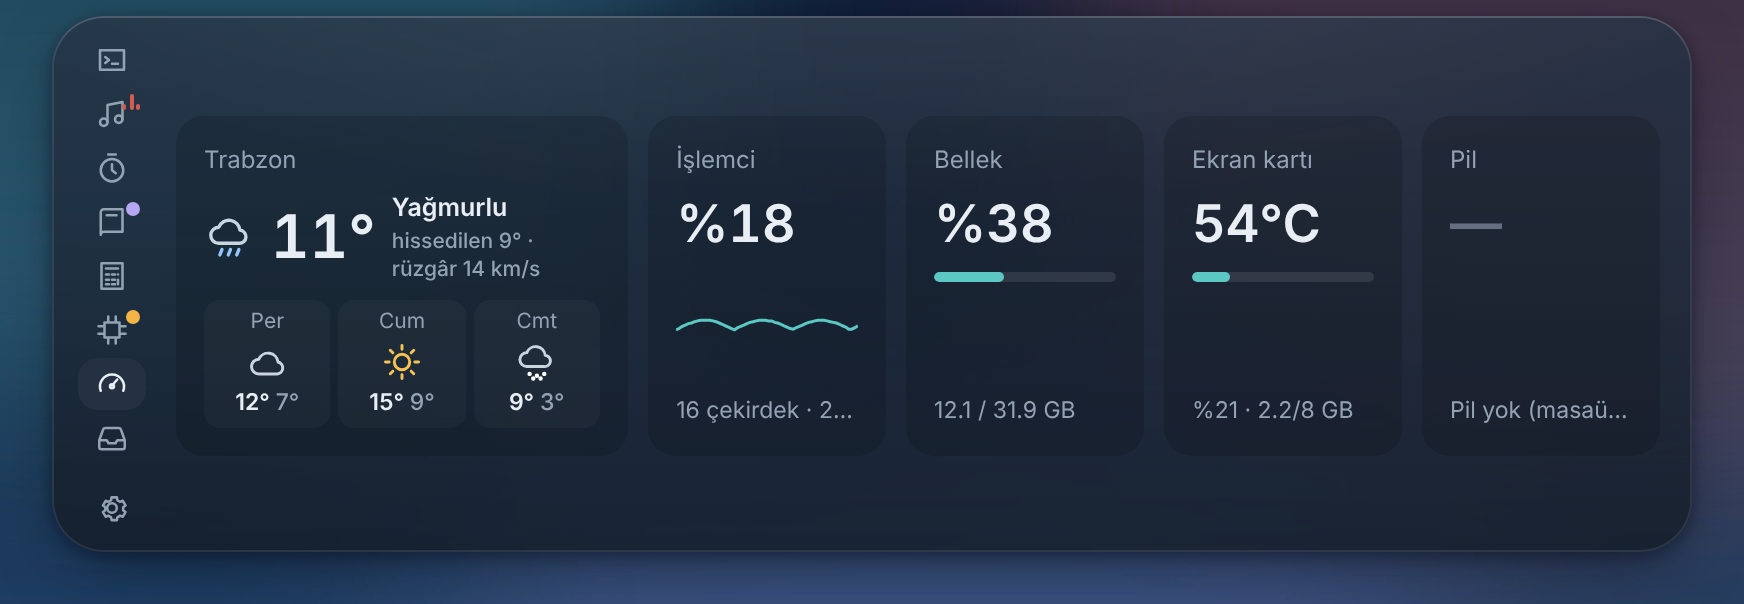 Trabzon
11°
Yağmurlu
hissedilen 9° ·
rüzgâr 14 km/s
Per
12° 7°
Cum
15° 9°
Cmt
9° 3°
İşlemci
%18
16 çekirdek · 2...
Bellek
%38
12.1 / 31.9 GB
Ekran kartı
54°C
%21 · 2.2/8 GB
Pil
—
Pil yok (masaü...